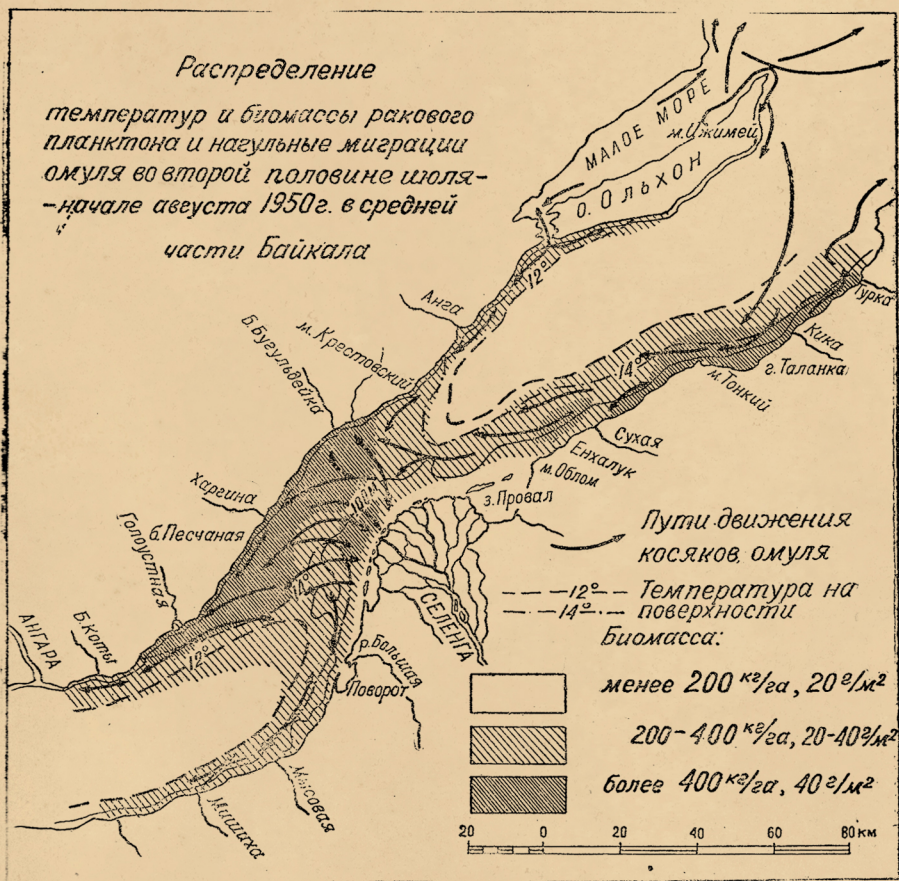 Распределение
температур и биомассы ракового
планктона и нагульные миграции
омуля во второй половине июля-
-начале августа 1950г. в средней
части Байкала
МАЛОЕ МОРЕ
м.Ижимей
о. Ольхон
12°
Анга
Турка
Кика
г. Таланка
м.Тонкий
14°
м.Крестовский
Б.Бугульдейка
Сухая
Енхалук
м.Облом
з.Провал
Харгина
б.Песчаная
Голоустная
СЕЛЕНГА
АНГАРА
Б.Коты
12°
р.Большая
Поворот
Мысовая
Мишиха
Пути движения
косяков омуля
12° Температура на
14° поверхности
Биомасса:
менее 200 кг/га, 20 г/м²
200-400 кг/га, 20-40 г/м²
более 400 кг/га, 40 г/м²
20 0 20 40 60 80 км